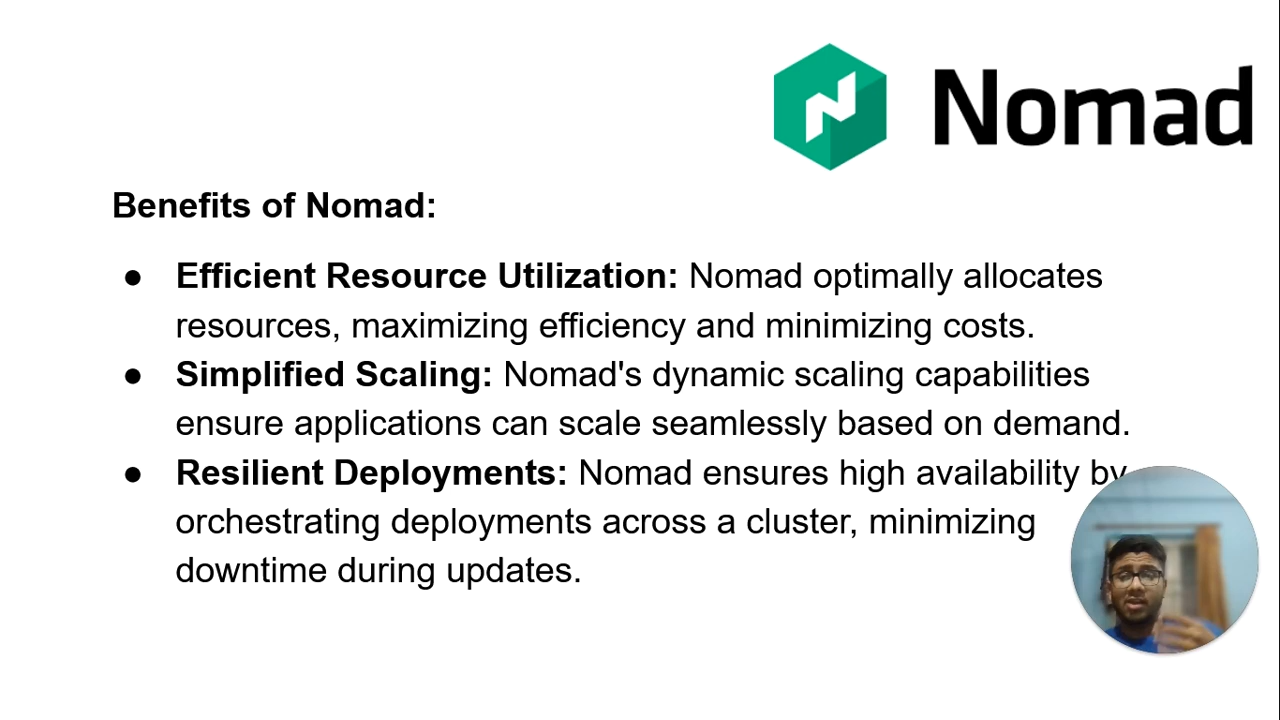 Nomad
Benefits of Nomad:
● Efficient Resource Utilization: Nomad optimally allocates
resources, maximizing efficiency and minimizing costs.
● Simplified Scaling: Nomad's dynamic scaling capabilities
ensure applications can scale seamlessly based on demand.
● Resilient Deployments: Nomad ensures high availability by
orchestrating deployments across a cluster, minimizing
downtime during updates.